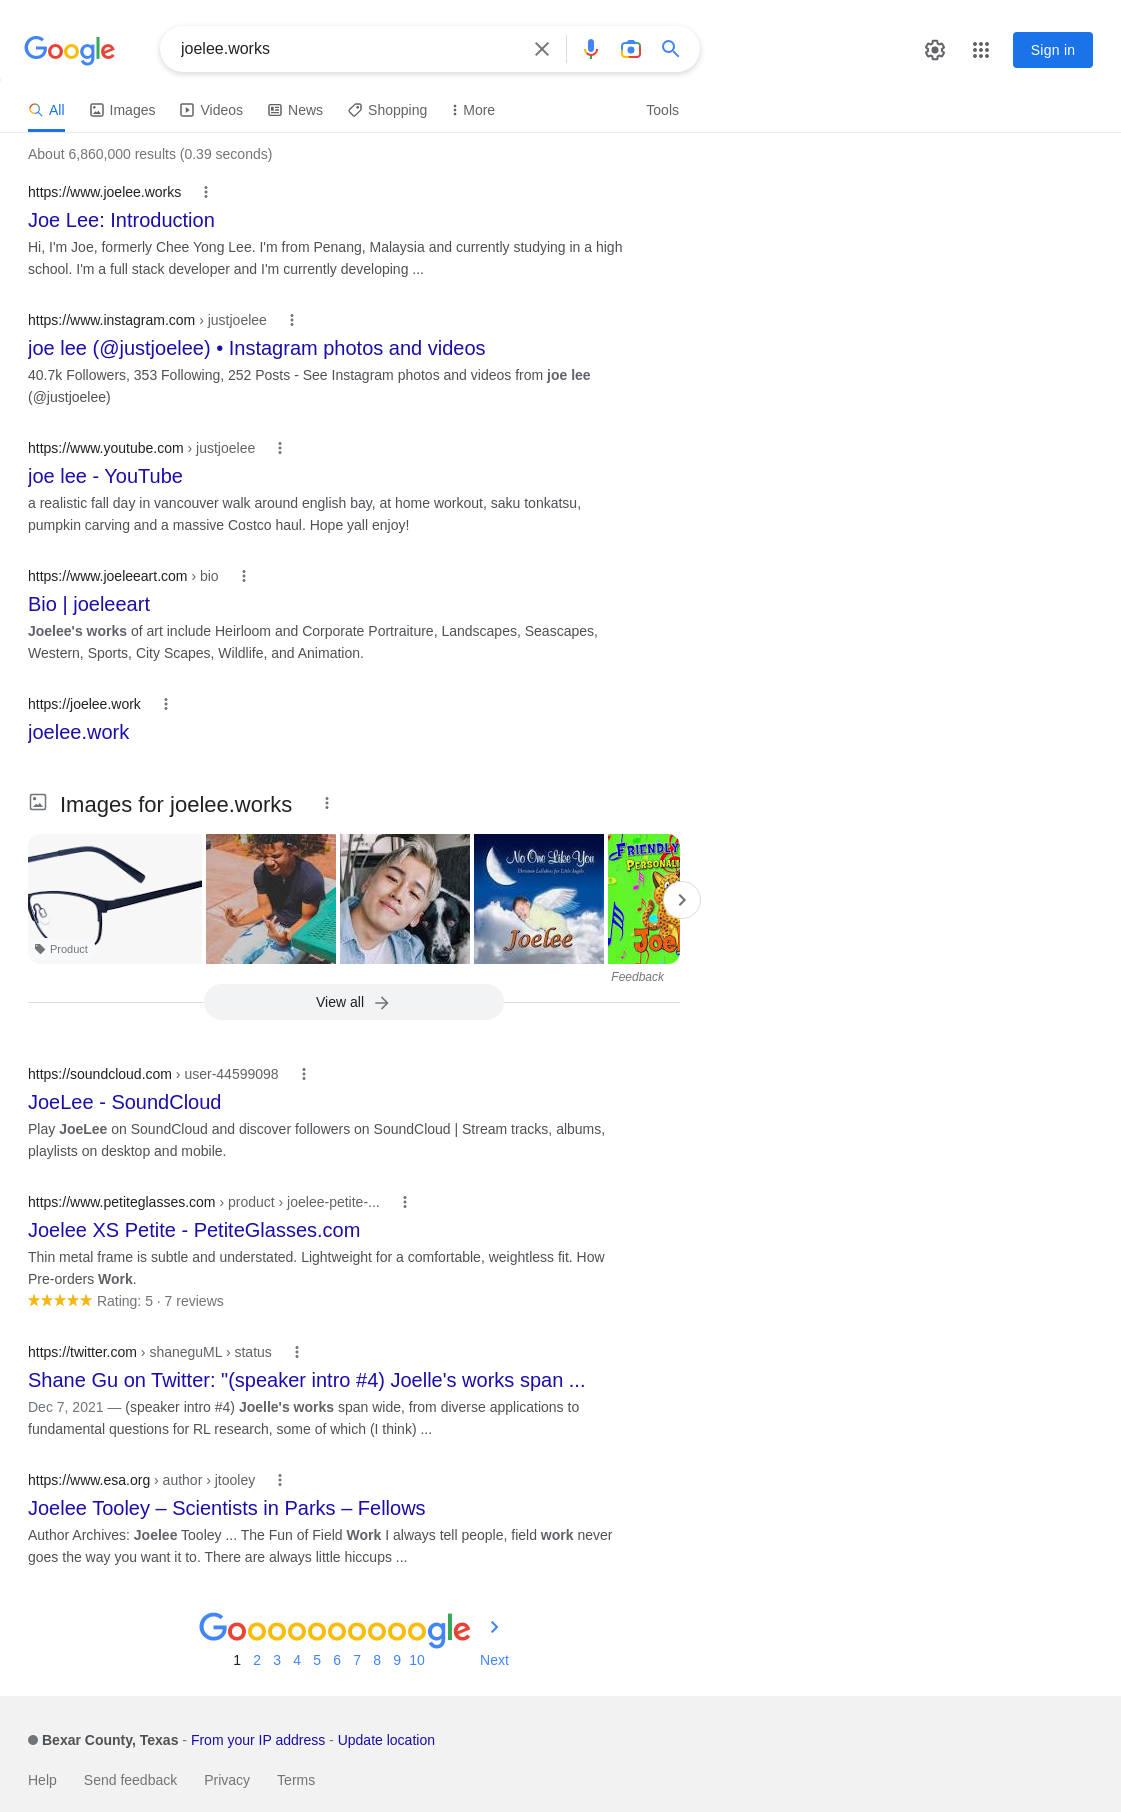 Google
joelee.works
Sign in
All
Images
Videos
News
Shopping
More
Tools
About 6,860,000 results (0.39 seconds)
https://www.joelee.works
Joe Lee: Introduction
Hi, I'm Joe, formerly Chee Yong Lee. I'm from Penang, Malaysia and currently studying in a high
school. I'm a full stack developer and I'm currently developing ...
https://www.instagram.com › justjoelee
joe lee (@justjoelee) • Instagram photos and videos
40.7k Followers, 353 Following, 252 Posts - See Instagram photos and videos from joe lee
(@justjoelee)
https://www.youtube.com › justjoelee
joe lee - YouTube
a realistic fall day in vancouver walk around english bay, at home workout, saku tonkatsu,
pumpkin carving and a massive Costco haul. Hope yall enjoy!
https://www.joeleeart.com › bio
Bio | joeleeart
Joelee's works of art include Heirloom and Corporate Portraiture, Landscapes, Seascapes,
Western, Sports, City Scapes, Wildlife, and Animation.
https://joelee.work
joelee.work
Images for joelee.works
Product
No One Like You
Christian Lullabies for Little Angels
Joelee
FRIENDLY
Feedback
View all
https://soundcloud.com › user-44599098
JoeLee - SoundCloud
Play JoeLee on SoundCloud and discover followers on SoundCloud | Stream tracks, albums,
playlists on desktop and mobile.
https://www.petiteglasses.com › product › joelee-petite-...
Joelee XS Petite - PetiteGlasses.com
Thin metal frame is subtle and understated. Lightweight for a comfortable, weightless fit. How
Pre-orders Work.
Rating: 5 · 7 reviews
https://twitter.com › shaneguML › status
Shane Gu on Twitter: "(speaker intro #4) Joelle's works span ...
Dec 7, 2021 — (speaker intro #4) Joelle's works span wide, from diverse applications to
fundamental questions for RL research, some of which (I think) ...
https://www.esa.org › author › jtooley
Joelee Tooley – Scientists in Parks – Fellows
Author Archives: Joelee Tooley ... The Fun of Field Work I always tell people, field work never
goes the way you want it to. There are always little hiccups ...
Goooooooooogle
1 2 3 4 5 6 7 8 9 10 Next
Bexar County, Texas - From your IP address - Update location
Help Send feedback Privacy Terms